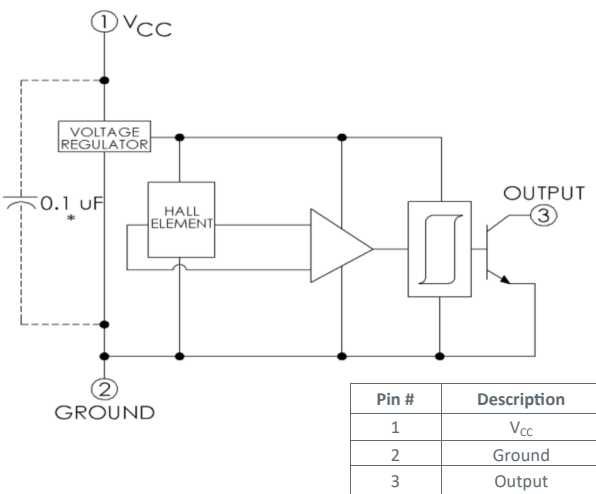 1 VCC
VOLTAGE
REGULATOR
0.1 uF
*
HALL
ELEMENT
OUTPUT
3
2
GROUND
Pin # Description
1 VCC
2 Ground
3 Output